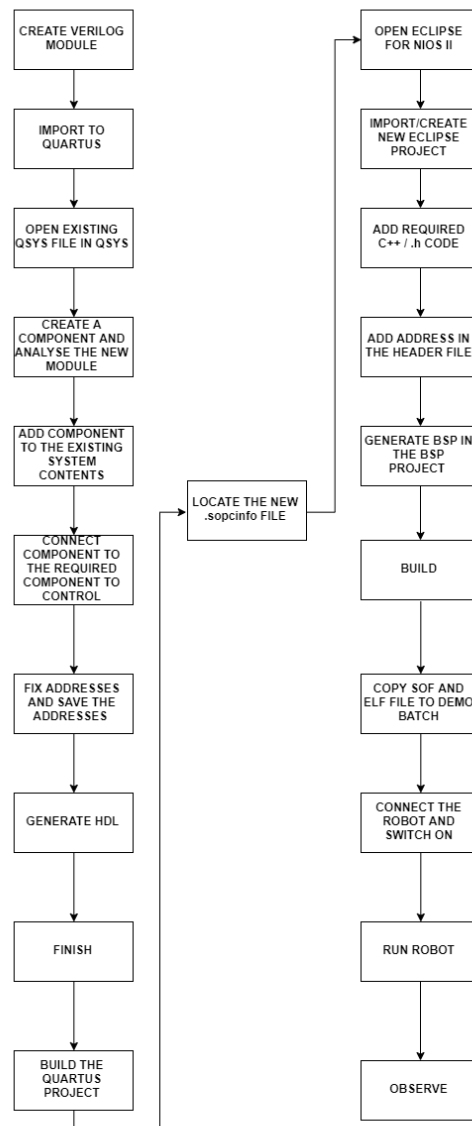 CREATE VERILOG
MODULE
IMPORT TO
QUARTUS
OPEN EXISTING
QSYS FILE IN QSYS
CREATE A
COMPONENT AND
ANALYSE THE NEW
MODULE
ADD COMPONENT
TO THE EXISTING
SYSTEM
CONTENTS
CONNECT
COMPONENT TO
THE REQUIRED
COMPONENT TO
CONTROL
FIX ADDRESSES
AND SAVE THE
ADDRESSES
GENERATE HDL
FINISH
BUILD THE
QUARTUS
PROJECT
LOCATE THE NEW
.sopcinfo FILE
OPEN ECLIPSE
FOR NIOS II
IMPORT/CREATE
NEW ECLIPSE
PROJECT
ADD REQUIRED
C++ / .h CODE
ADD ADDRESS IN
THE HEADER FILE
GENERATE BSP IN
THE BSP
PROJECT
BUILD
COPY SOF AND
ELF FILE TO DEMO
BATCH
CONNECT THE
ROBOT AND
SWITCH ON
RUN ROBOT
OBSERVE